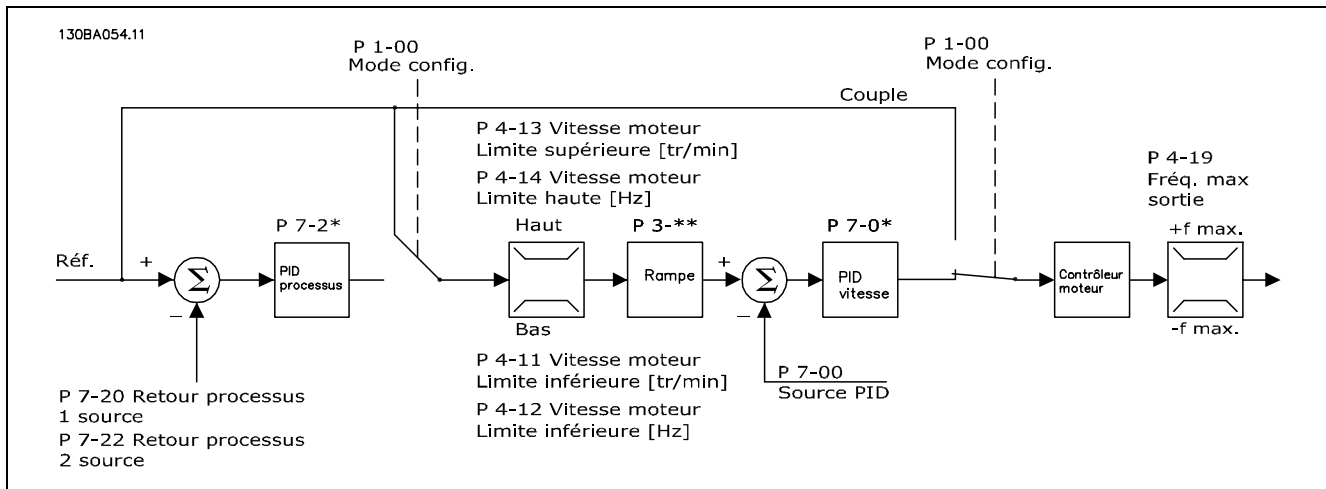 130BA054.11
P 1-00
Mode config.
P 1-00
Mode config.
Couple
P 4-13 Vitesse moteur
Limite supérieure [tr/min]
P 4-14 Vitesse moteur
Limite haute [Hz]
P 4-19
Fréq. max
sortie
P 7-2*
Haut
P 3-**
P 7-0*
+f max.
Réf.
+
Σ
−
PID
processus
Rampe
+
Σ
−
PID
vitesse
Contrôleur
moteur
Bas
-f max.
P 4-11 Vitesse moteur
Limite inférieure [tr/min]
P 4-12 Vitesse moteur
Limite inférieure [Hz]
P 7-00
Source PID
P 7-20 Retour processus
1 source
P 7-22 Retour processus
2 source